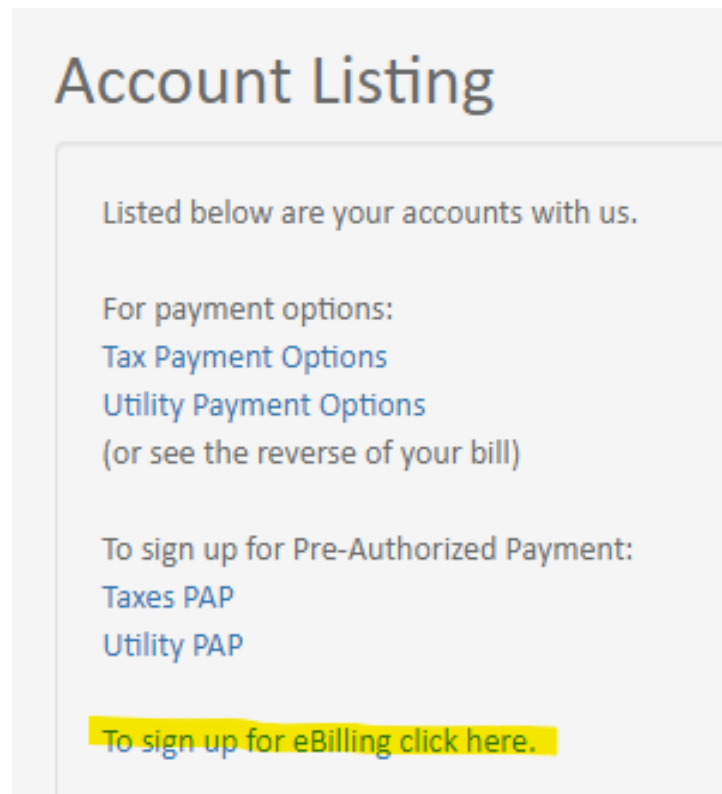 Account Listing
Listed below are your accounts with us.
For payment options:
Tax Payment Options
Utility Payment Options
(or see the reverse of your bill)
To sign up for Pre-Authorized Payment:
Taxes PAP
Utility PAP
To sign up for eBilling click here.